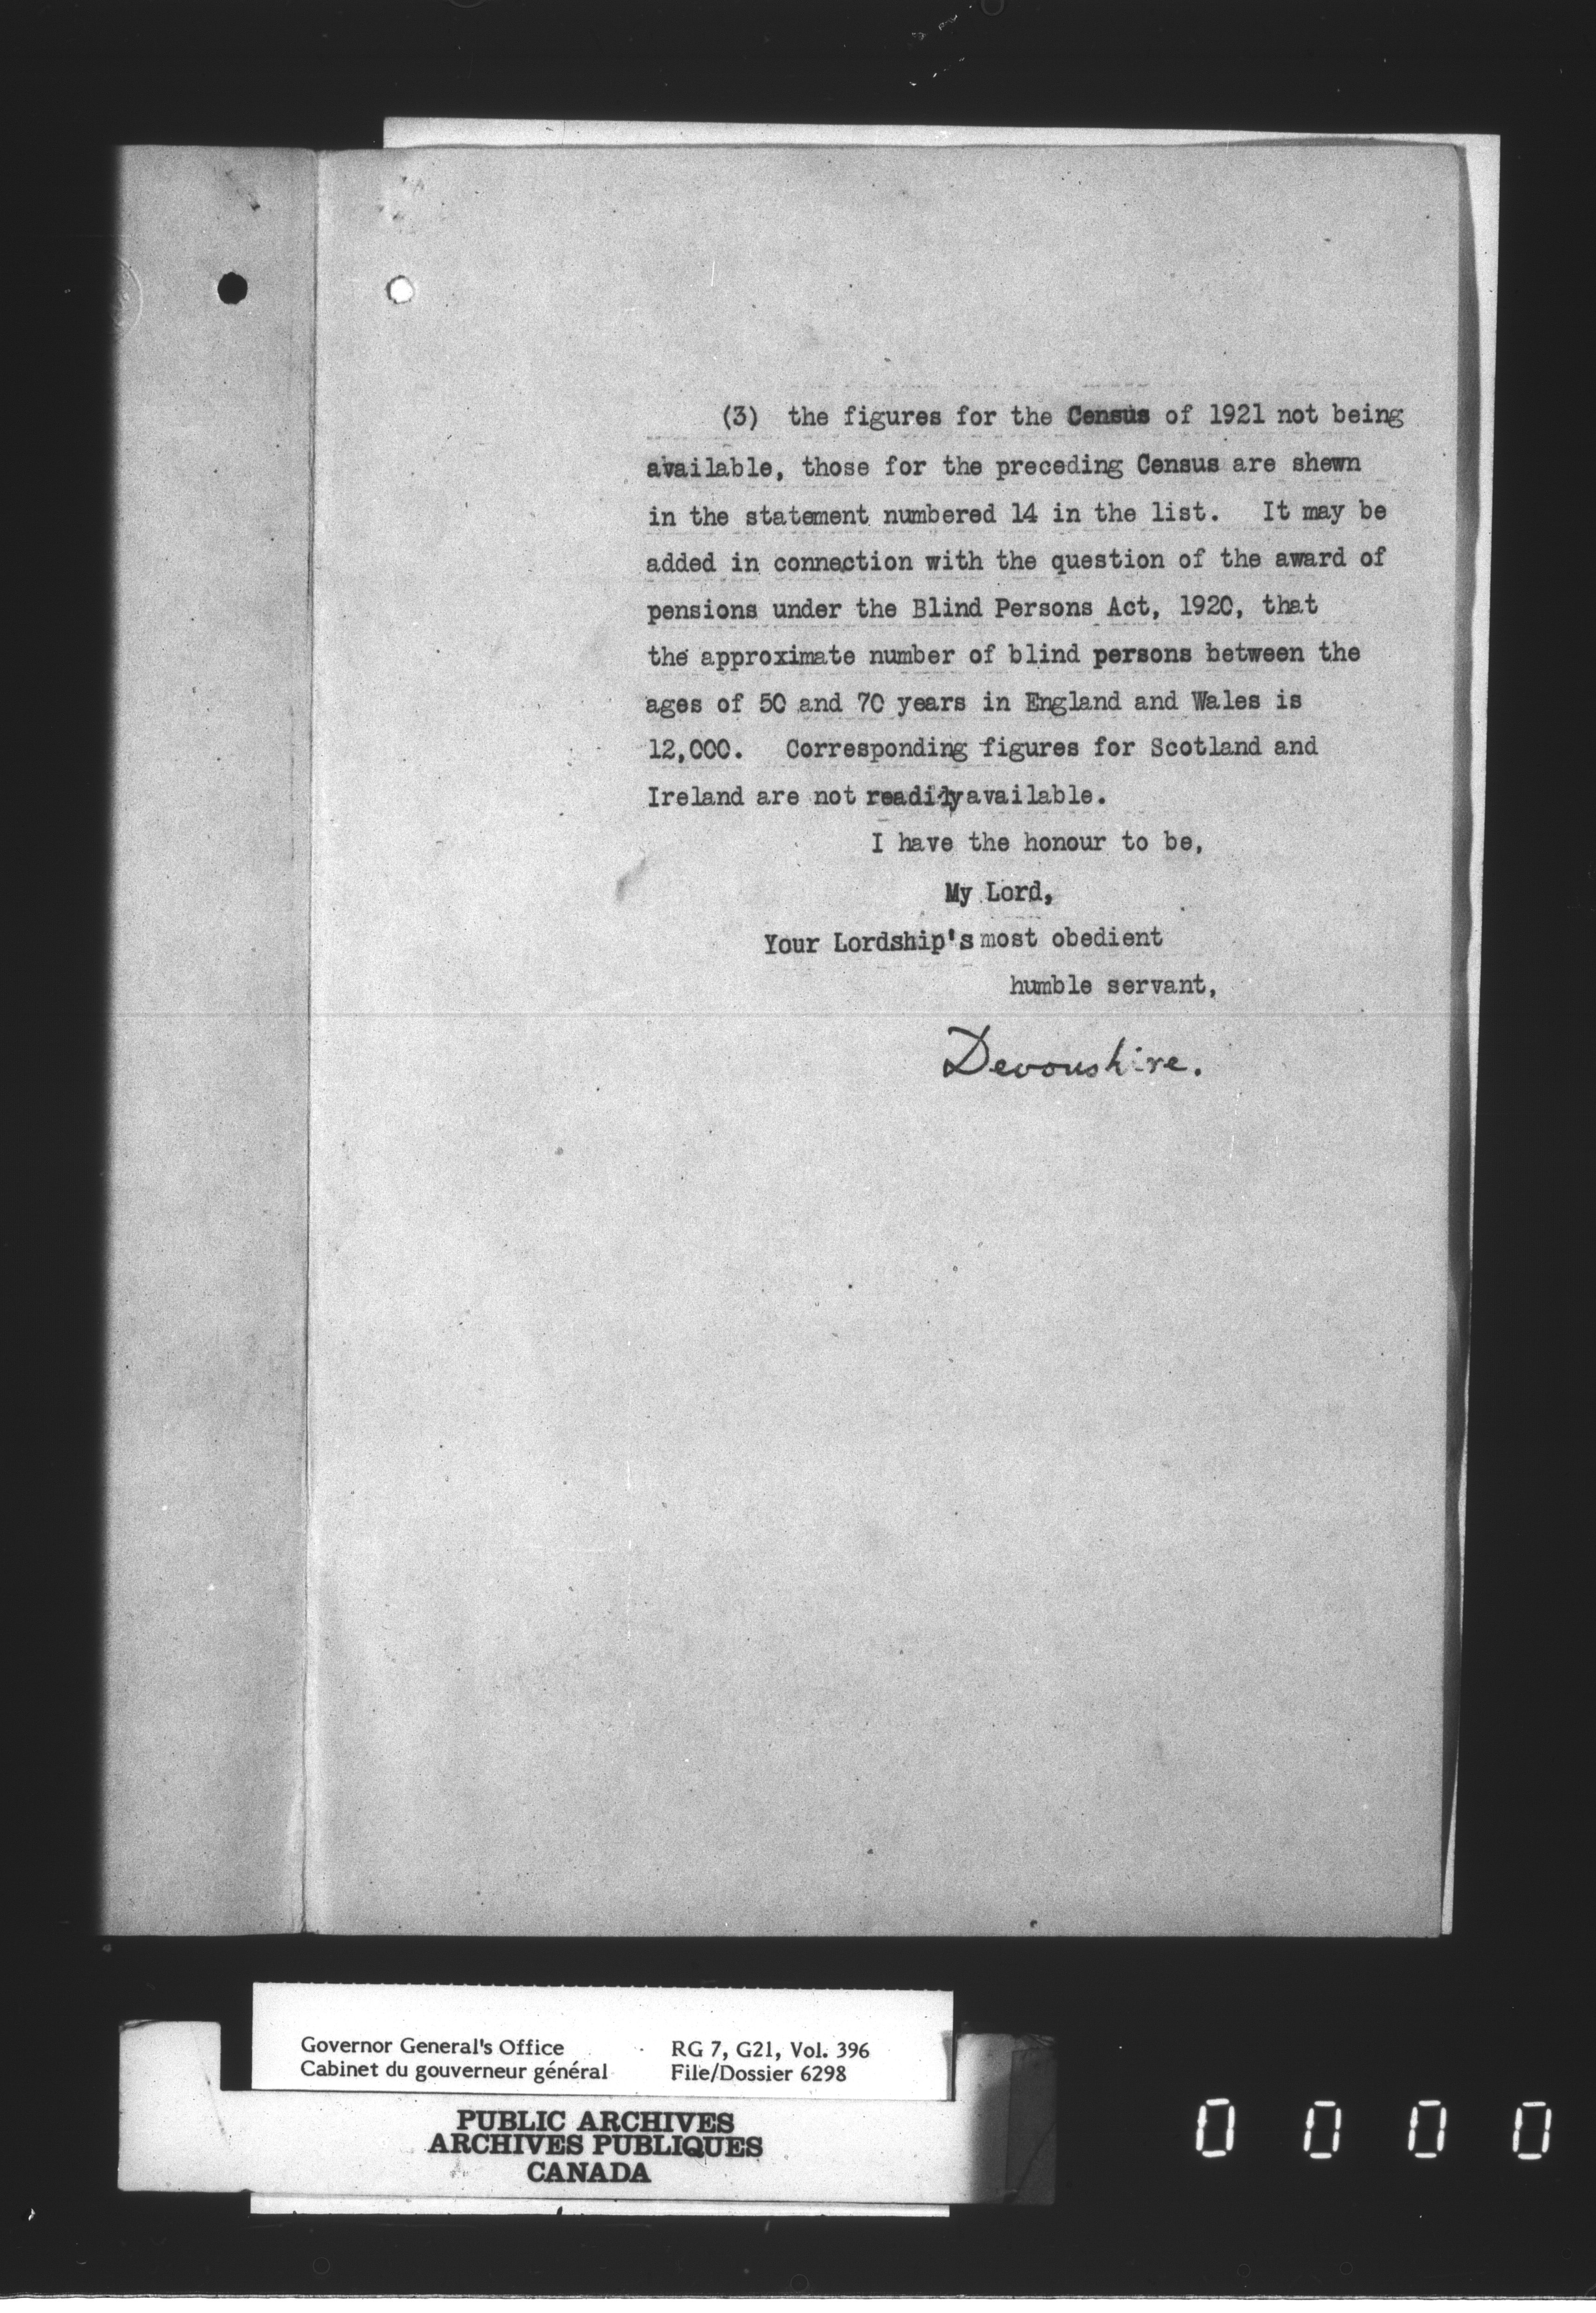 (3) the figures for the Census of 1921 not being
available, those for the preceding Census are shewn
in the statement numbered 14 in the list. It may be
added in connection with the question of the award of
pensions under the Blind Persons Act, 1920, that
the approximate number of blind persons between the
ages of 50 and 70 years in England and Wales is
12,000. Corresponding figures for Scotland and
Ireland are not readily available.
I have the honour to be,
My Lord,
Your Lordship's most obedient
humble servant,
Devonshire.
Governor General's Office RG 7, G21, Vol. 396
Cabinet du gouverneur général File/Dossier 6298
PUBLIC ARCHIVES
ARCHIVES PUBLIQUES
CANADA
0 0 0 0